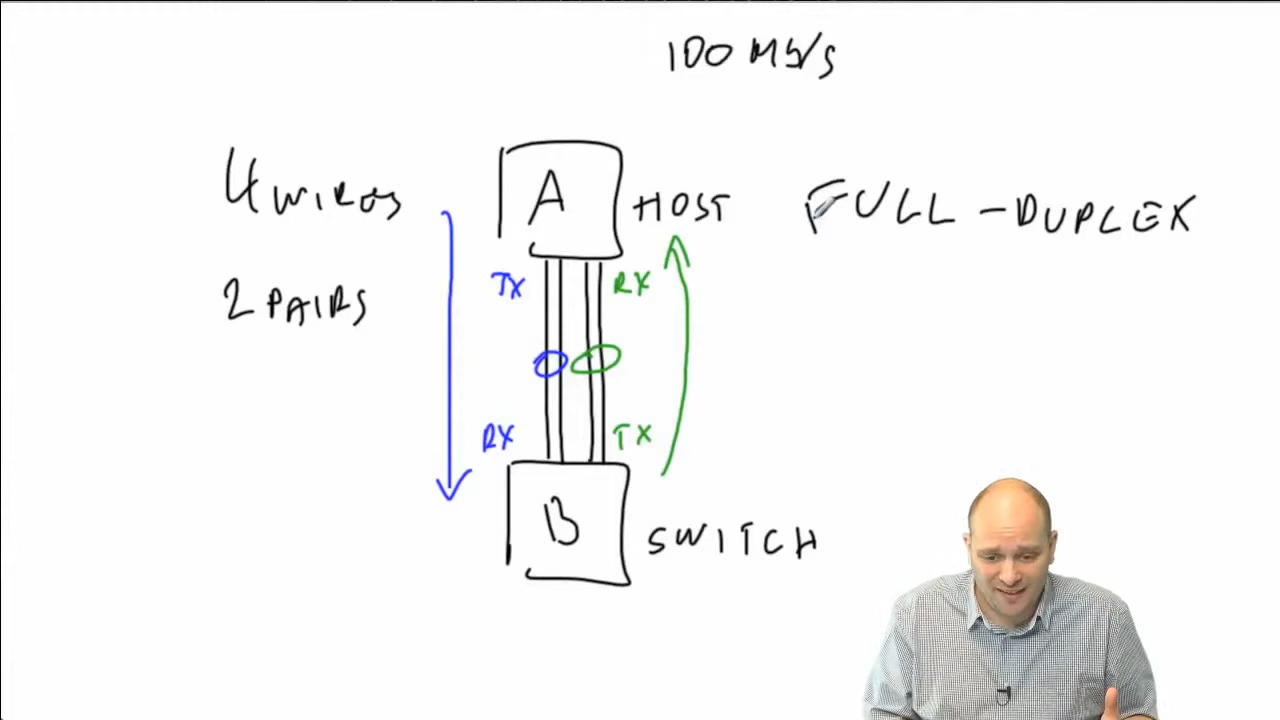 100 Mb/s
4 WIRES
A
HOST
FULL-DUPLEX
TX
RX
2 PAIRS
RX
TX
B
SWITCH